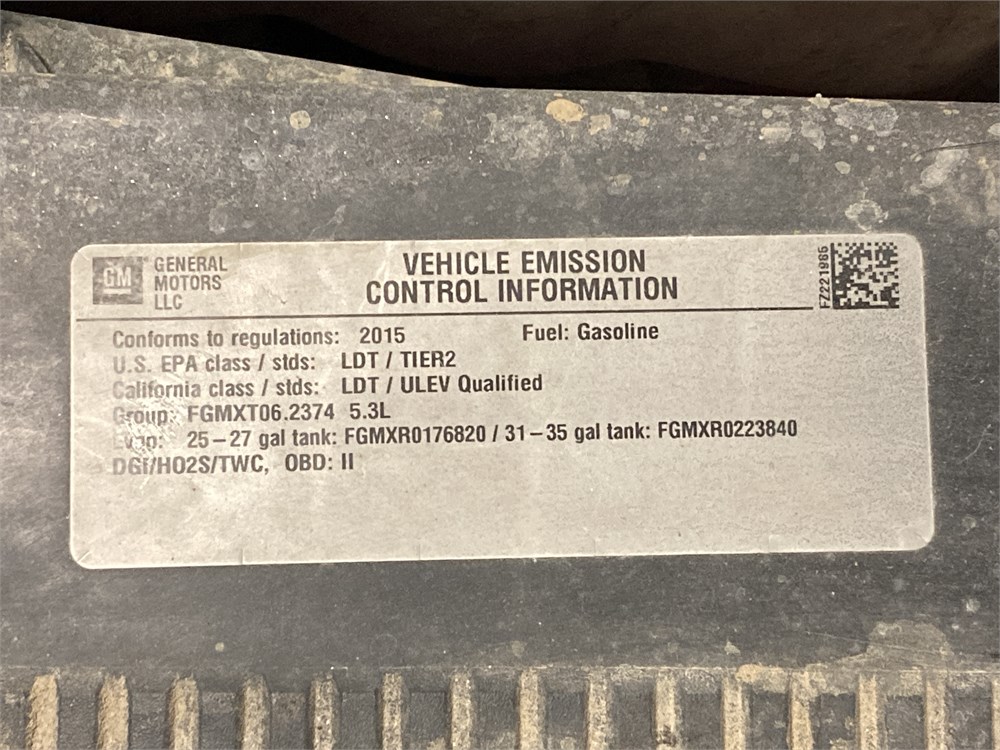 GM
GENERAL
MOTORS
LLC
VEHICLE EMISSION
CONTROL INFORMATION
FZ221986
Conforms to regulations: 2015 Fuel: Gasoline
U.S. EPA class / stds: LDT / TIER2
California class / stds: LDT / ULEV Qualified
Group: FGMXT06.2374 5.3L
Evap: 25–27 gal tank: FGMXR0176820 / 31–35 gal tank: FGMXR0223840
DGI/HO2S/TWC, OBD: II